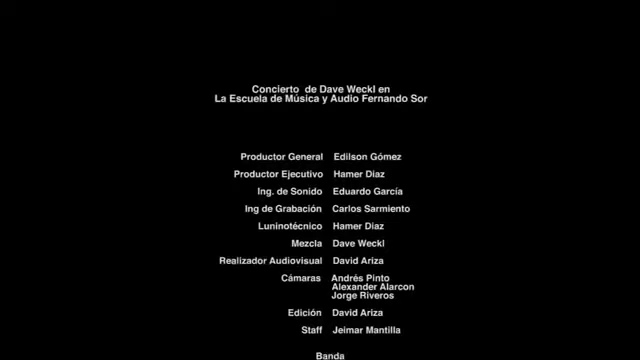 Concierto de Dave Weckl en
La Escuela de Música y Audio Fernando Sor
Productor General Edilson Gómez
Productor Ejecutivo Hamer Diaz
Ing. de Sonido Eduardo García
Ing de Grabación Carlos Sarmiento
Luninotécnico Hamer Diaz
Mezcla Dave Weckl
Realizador Audiovisual David Ariza
Cámaras Andrés Pinto
Alexander Alarcon
Jorge Riveros
Edición David Ariza
Staff Jeimar Mantilla
Banda